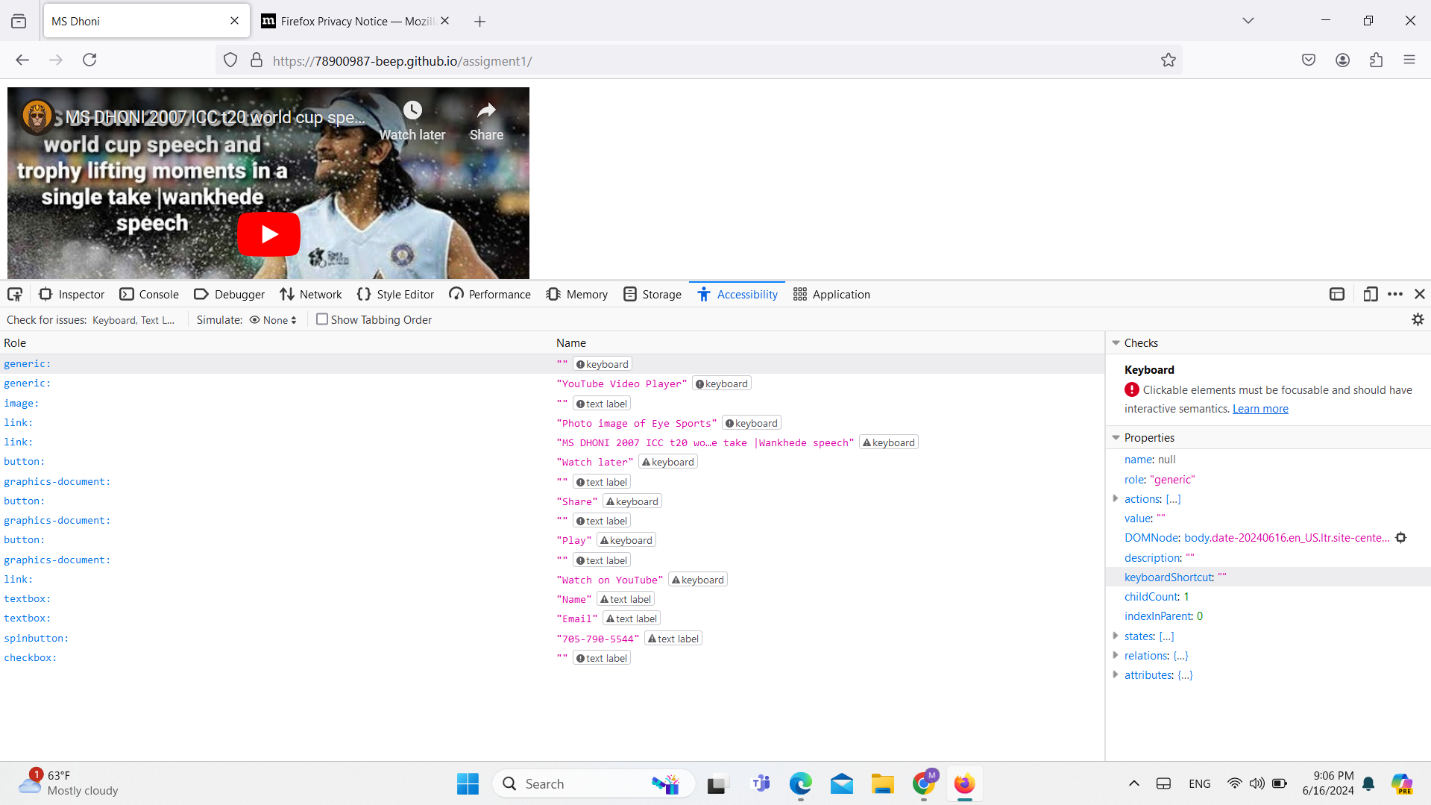 MS Dhoni
Firefox Privacy Notice — Mozill
https://78900987-beep.github.io/assigment1/
MS DHONI 2007 ICC t20 world cup spe...
Watch later
Share
world cup speech and
trophy lifting moments in a
single take |wankhede
speech
Inspector Console Debugger Network Style Editor Performance Memory Storage Accessibility Application
Check for issues: Keyboard, Text L... Simulate: None Show Tabbing Order
Role Name
generic: "" keyboard
generic: "YouTube Video Player" keyboard
image: "" text label
link: "Photo image of Eye Sports" keyboard
link: "MS DHONI 2007 ICC t20 wo…e take |Wankhede speech" keyboard
button: "Watch later" keyboard
graphics-document: "" text label
button: "Share" keyboard
graphics-document: "" text label
button: "Play" keyboard
graphics-document: "" text label
link: "Watch on YouTube" keyboard
textbox: "Name" text label
textbox: "Email" text label
spinbutton: "705-790-5544" text label
checkbox: "" text label
Checks
Keyboard
Clickable elements must be focusable and should have
interactive semantics. Learn more
Properties
name: null
role: "generic"
actions: […]
value: ""
DOMNode: body.date-20240616.en_US.ltr.site-cente...
description: ""
keyboardShortcut: ""
childCount: 1
indexInParent: 0
states: […]
relations: {…}
attributes: {…}
1
63°F
Mostly cloudy
Search
M
ENG
9:06 PM
6/16/2024
PRE